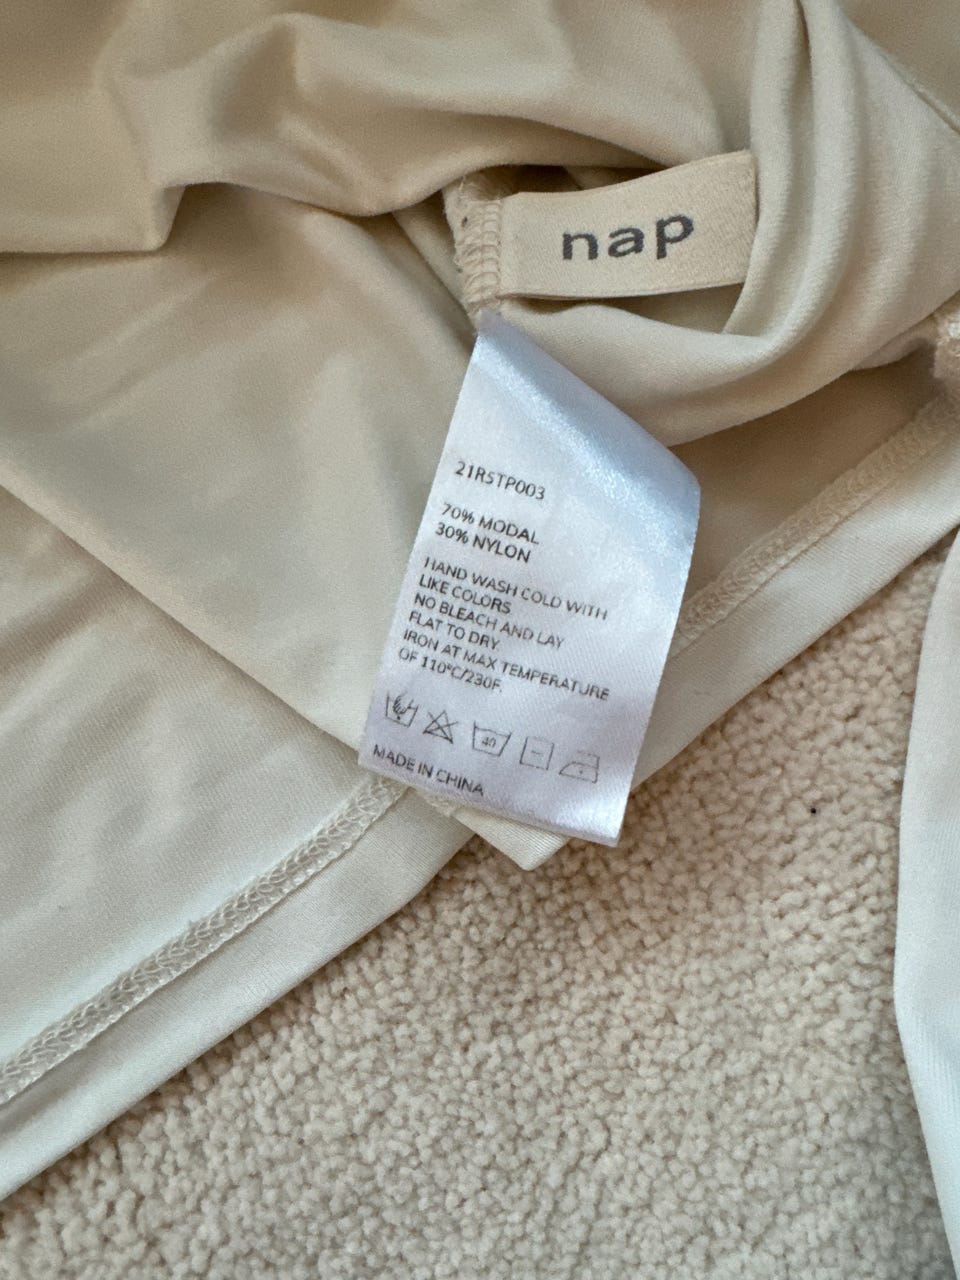 nap
21RSTP003
70% MODAL
30% NYLON
HAND WASH COLD WITH
LIKE COLORS
NO BLEACH AND LAY
FLAT TO DRY.
IRON AT MAX TEMPERATURE
OF 110°C/230F.
40
MADE IN CHINA